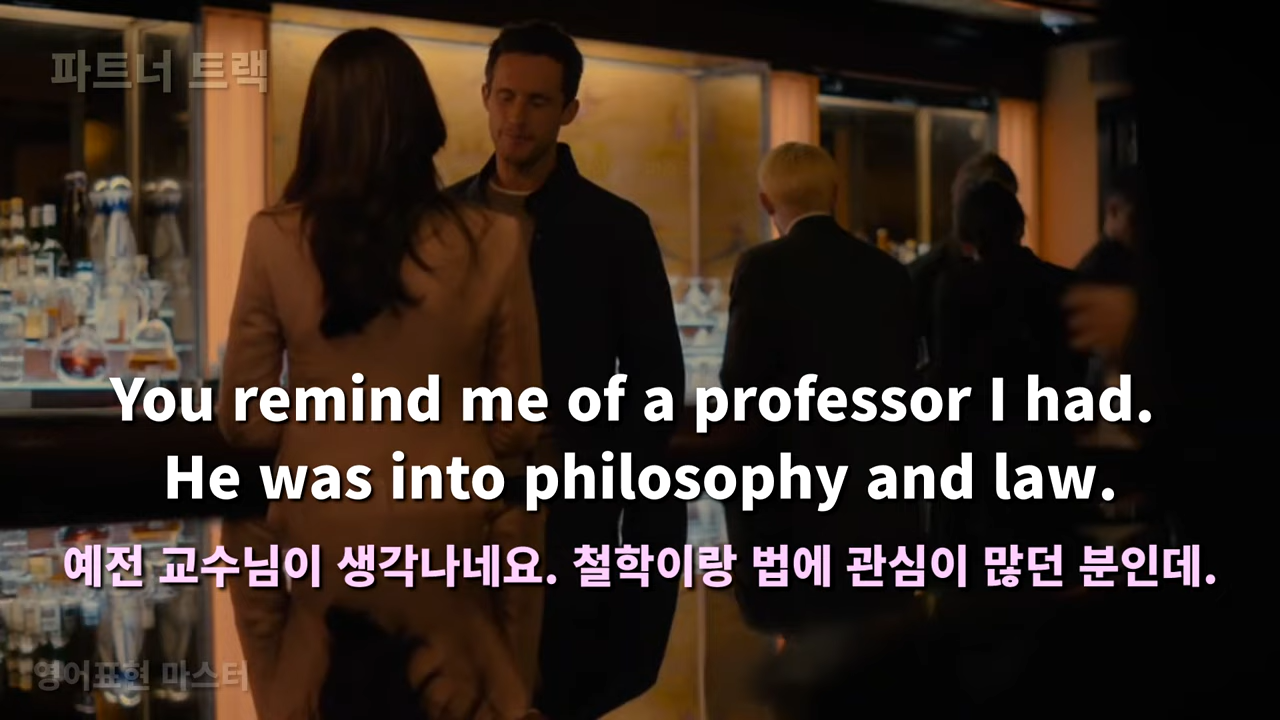 파트너 트랙
You remind me of a professor I had.
He was into philosophy and law.
예전 교수님이 생각나네요. 철학이랑 법에 관심이 많던 분인데.
영어표현 마스터